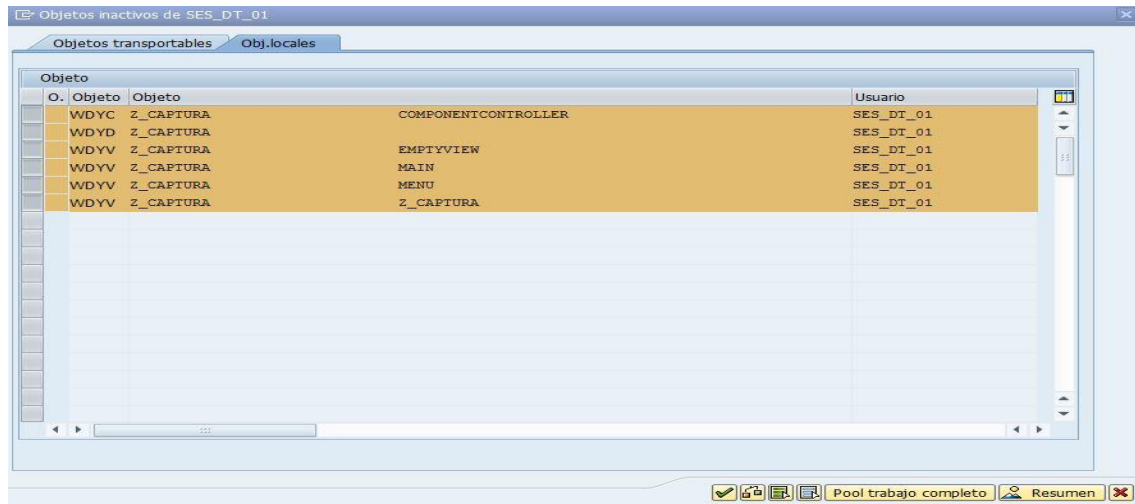 Objetos inactivos de SES_DT_01
Objetos transportables Obj.locales
Objeto
O. Objeto Objeto Usuario
WDYC Z_CAPTURA COMPONENTCONTROLLER SES_DT_01
WDYD Z_CAPTURA SES_DT_01
WDYV Z_CAPTURA EMPTYVIEW SES_DT_01
WDYV Z_CAPTURA MAIN SES_DT_01
WDYV Z_CAPTURA MENU SES_DT_01
WDYV Z_CAPTURA Z_CAPTURA SES_DT_01
Pool trabajo completo Resumen